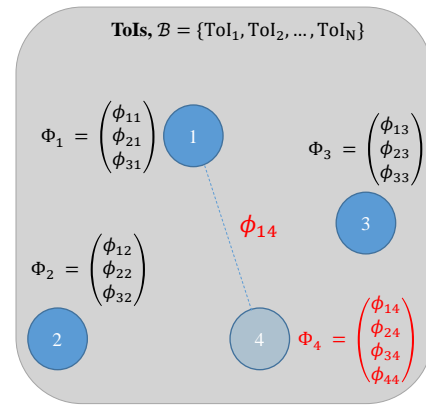 ToIs, ℬ = {ToI₁, ToI₂, … , ToI_N}
Φ₁ = (ϕ₁₁ ϕ₂₁ ϕ₃₁)
1
Φ₃ = (ϕ₁₃ ϕ₂₃ ϕ₃₃)
3
ϕ₁₄
Φ₂ = (ϕ₁₂ ϕ₂₂ ϕ₃₂)
2
4
Φ₄ = (ϕ₁₄ ϕ₂₄ ϕ₃₄ ϕ₄₄)